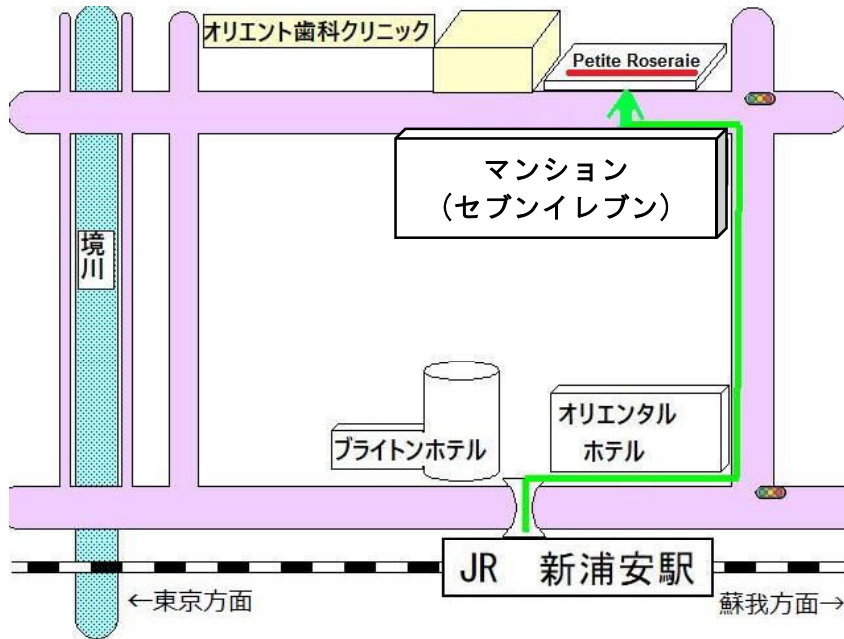 オリエント歯科クリニック
Petite Roseraie
マンション
（セブンイレブン）
境川
ブライトンホテル
オリエンタル
ホテル
JR　新浦安駅
←東京方面
蘇我方面→